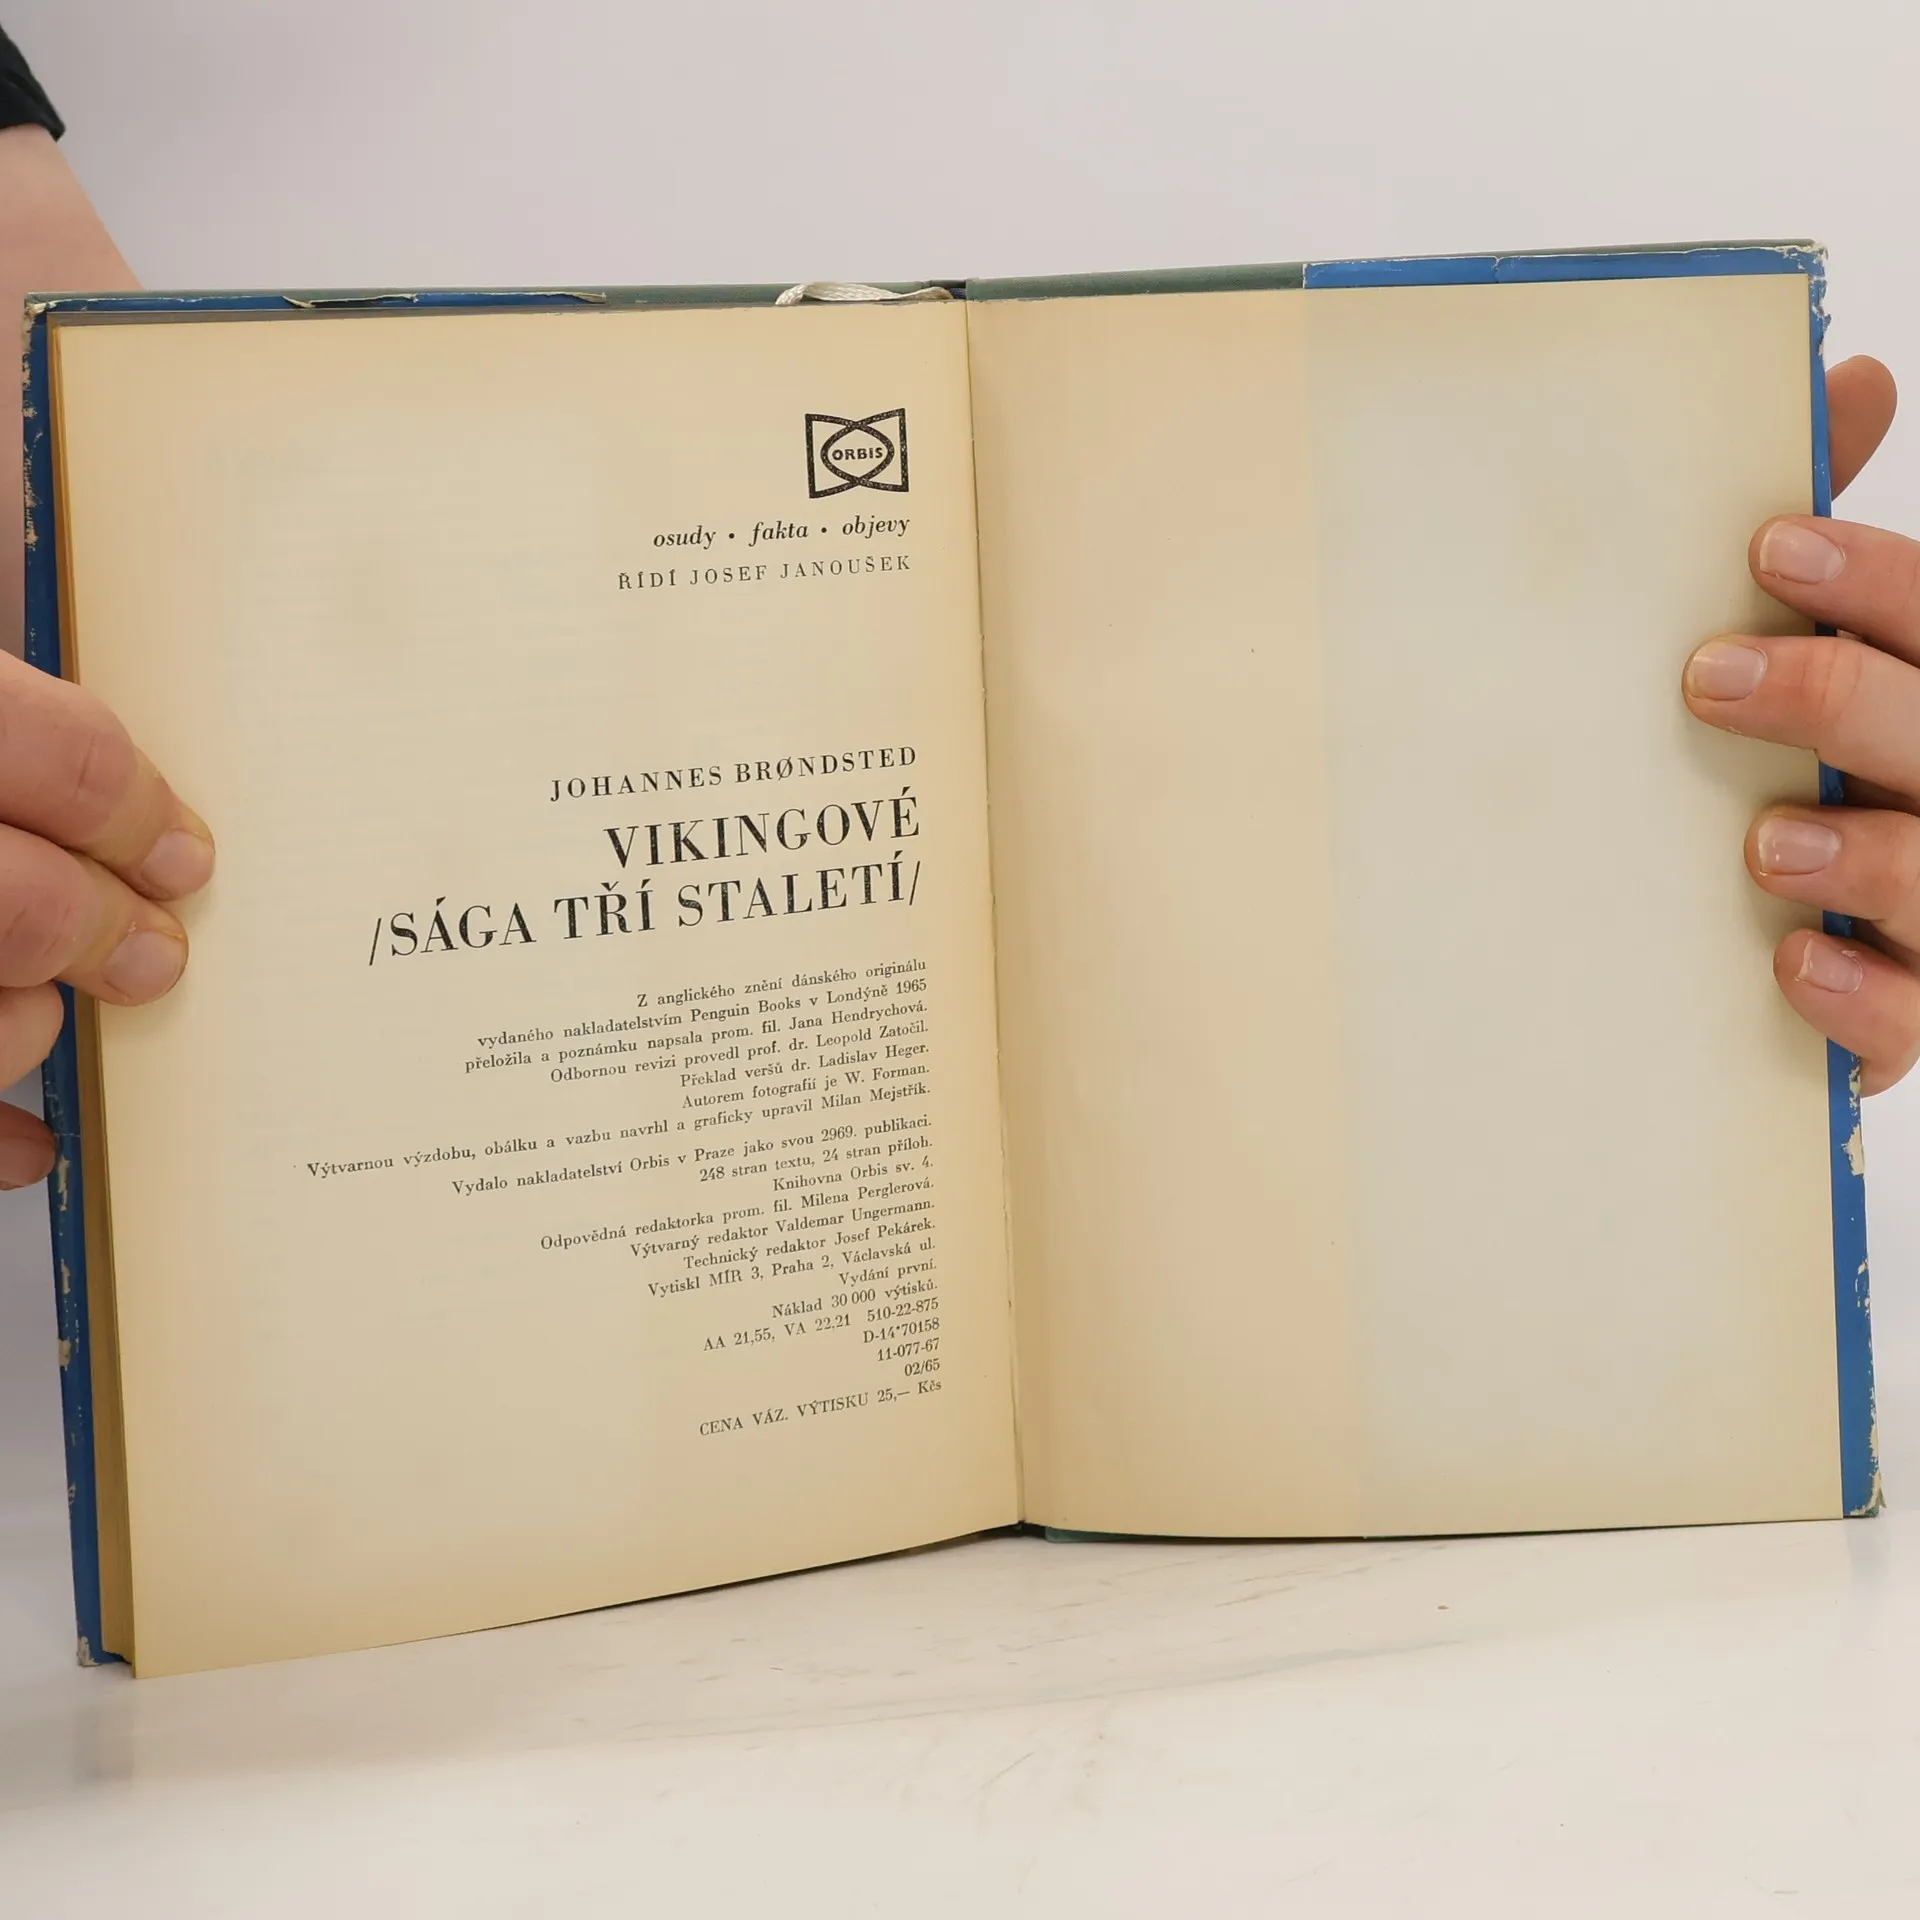 ORBIS
osudy • fakta • objevy
ŘÍDÍ JOSEF JANOUŠEK
JOHANNES BRØNDSTED
VIKINGOVÉ
/SÁGA TŘÍ STALETÍ/
Z anglického znění dánského originálu
vydaného nakladatelstvím Penguin Books v Londýně 1965
přeložila a poznámku napsala prom. fil. Jana Hendrychová.
Odbornou revizi provedl prof. dr. Leopold Zatočil.
Překlad veršů dr. Ladislav Heger.
Autorem fotografií je W. Forman.
Výtvarnou výzdobu, obálku a vazbu navrhl a graficky upravil Milan Mejstřík.
Vydalo nakladatelství Orbis v Praze jako svou 2969. publikaci.
248 stran textu, 24 stran příloh.
Knihovna Orbis sv. 4.
Odpovědná redaktorka prom. fil. Milena Perglerová.
Výtvarný redaktor Valdemar Ungermann.
Technický redaktor Josef Pekárek.
Vytiskl MÍR 3, Praha 2, Václavská ul.
Vydání první.
Náklad 30 000 výtisků.
AA 21,55, VA 22,21 510-22-875
D-14*70158
11-077-67
02/65
CENA VÁZ. VÝTISKU 25,— Kčs